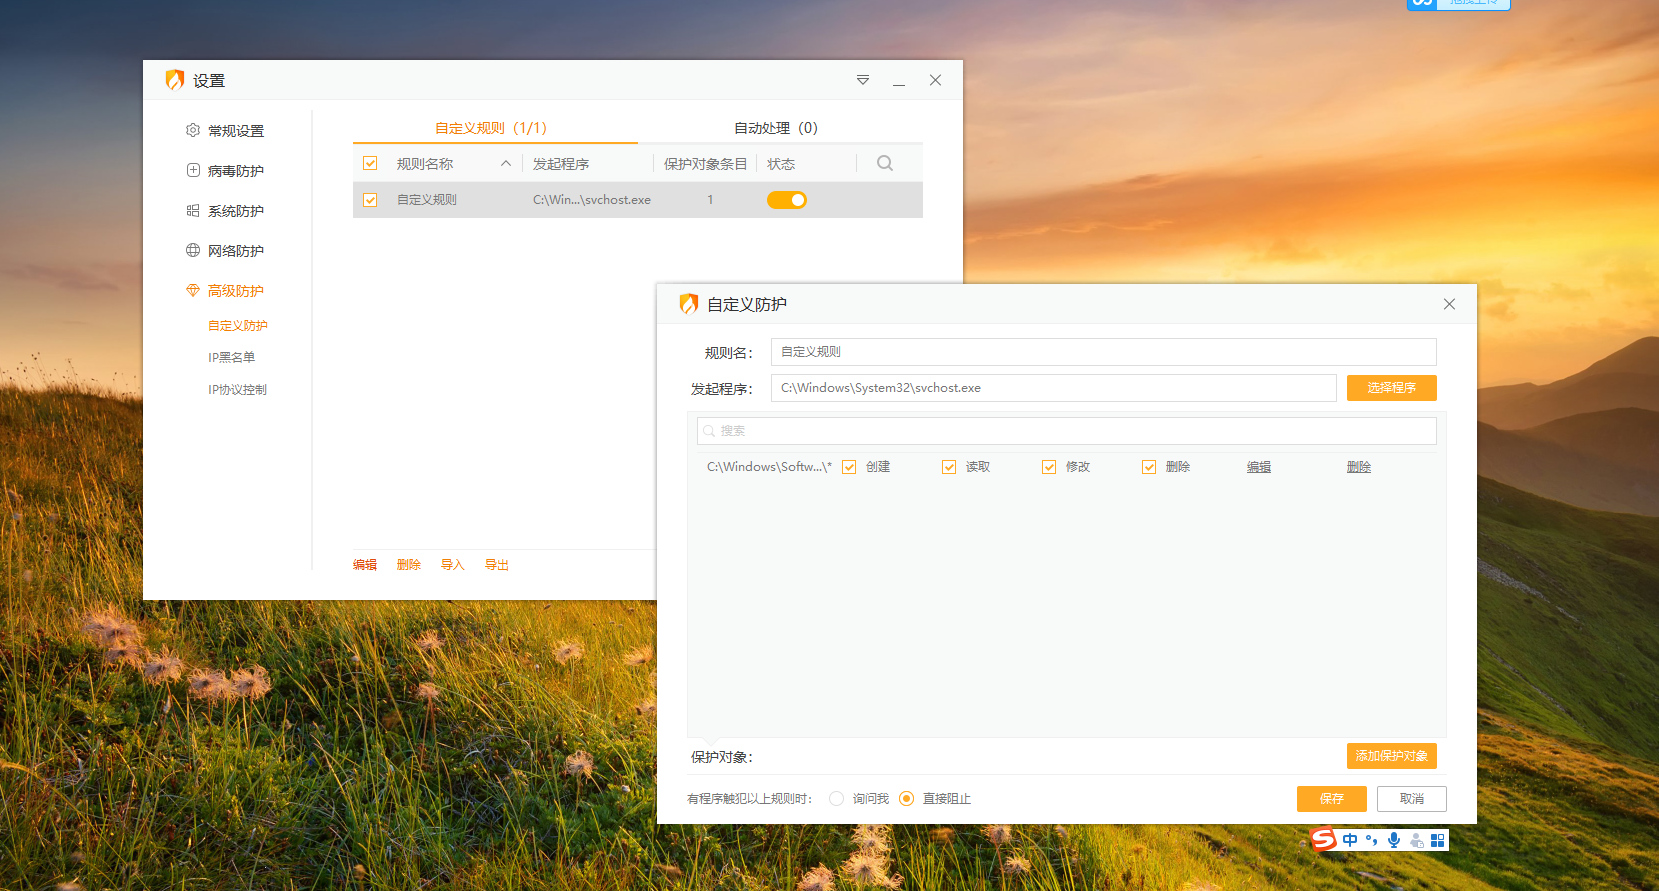 设置
常规设置
病毒防护
系统防护
网络防护
高级防护
自定义防护
IP黑名单
IP协议控制
自定义规则（1/1） 自动处理（0）
规则名称 发起程序 保护对象条目 状态
自定义规则 C:\Win...\svchost.exe 1
编辑 删除 导入 导出
自定义防护
规则名： 自定义规则
发起程序： C:\Windows\System32\svchost.exe 选择程序
搜索
C:\Windows\Softw...\* 创建 读取 修改 删除 编辑 删除
保护对象： 添加保护对象
有程序触犯以上规则时： 询问我 直接阻止 保存 取消
中